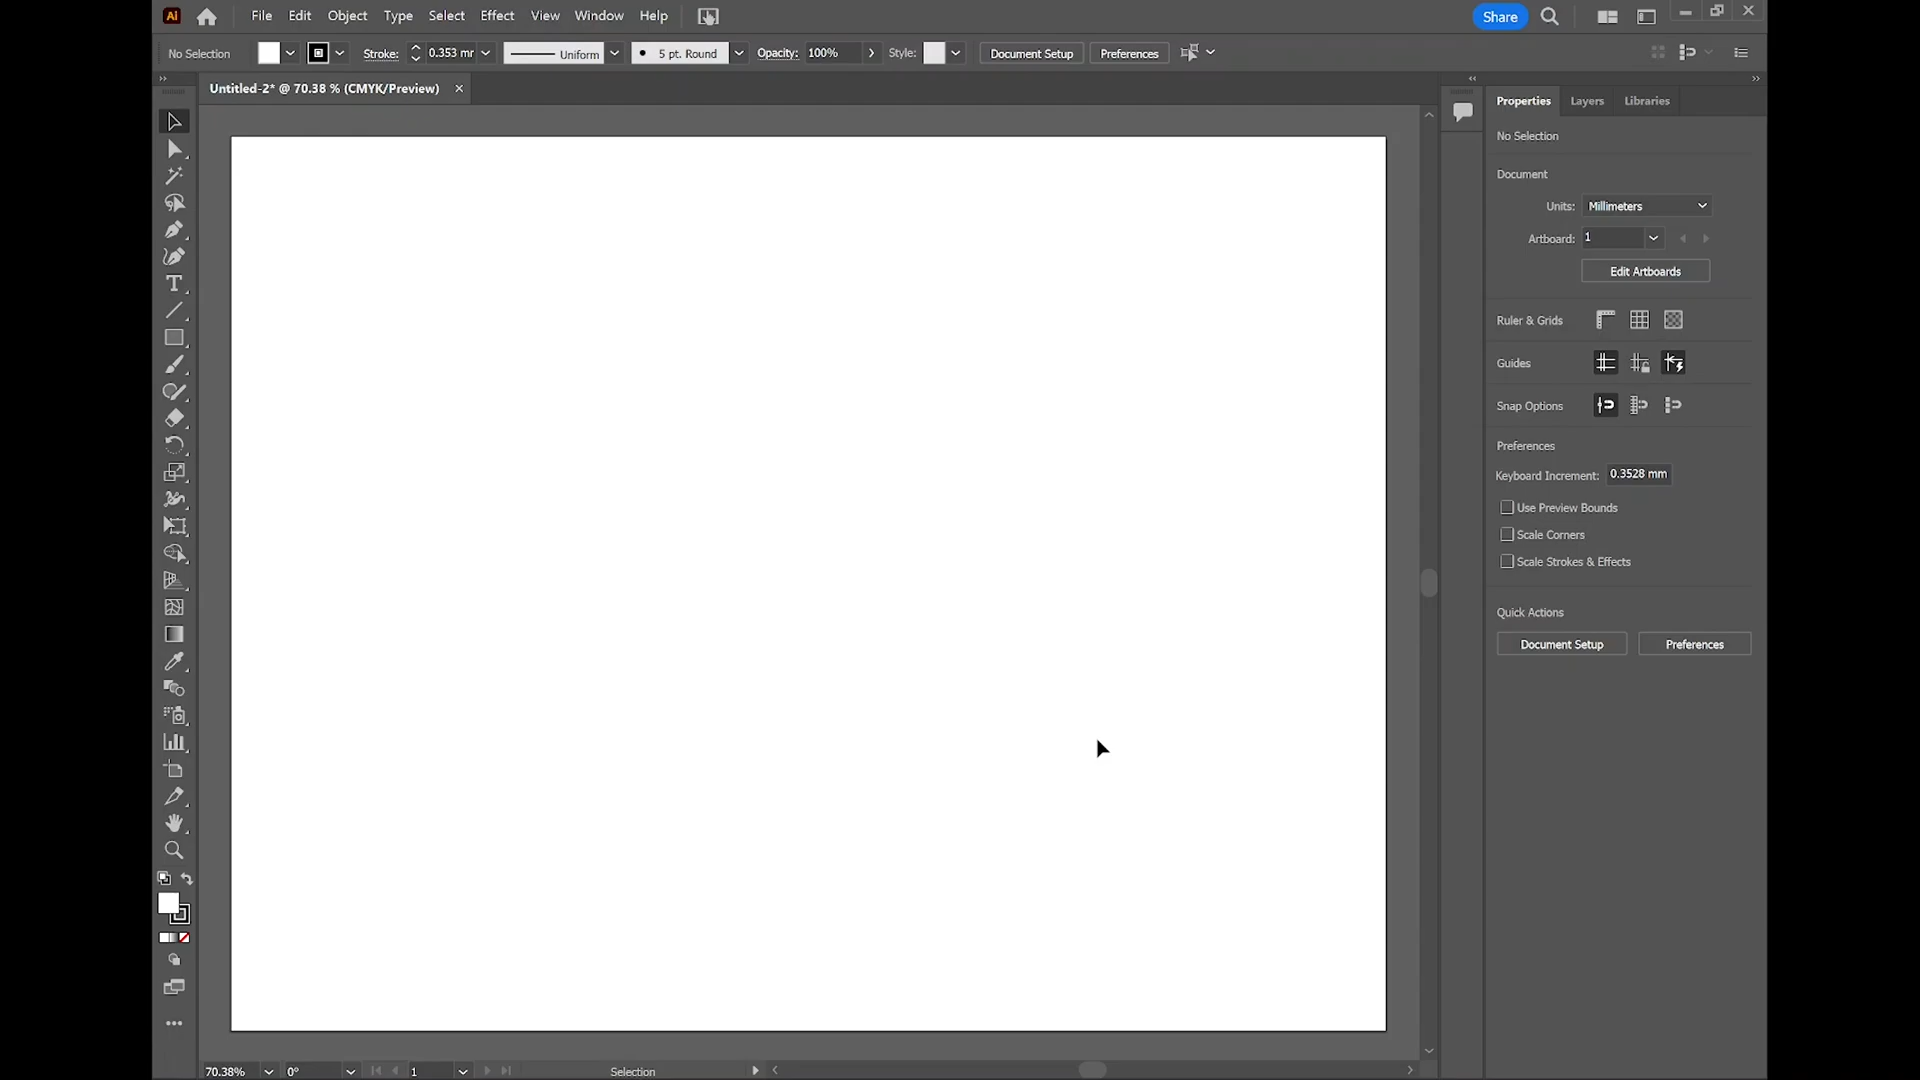 Ai File Edit Object Type Select Effect View Window Help Share
No Selection Stroke: 0.353 mr Uniform 5 pt. Round Opacity: 100% Style: Document Setup Preferences
Untitled-2* @ 70.38 % (CMYK/Preview)
Properties Layers Libraries
No Selection
Document
Units: Millimeters
Artboard: 1
Edit Artboards
Ruler & Grids
Guides
Snap Options
Preferences
Keyboard Increment: 0.3528 mm
Use Preview Bounds
Scale Corners
Scale Strokes & Effects
Quick Actions
Document Setup Preferences
70.38% 0° 1 Selection